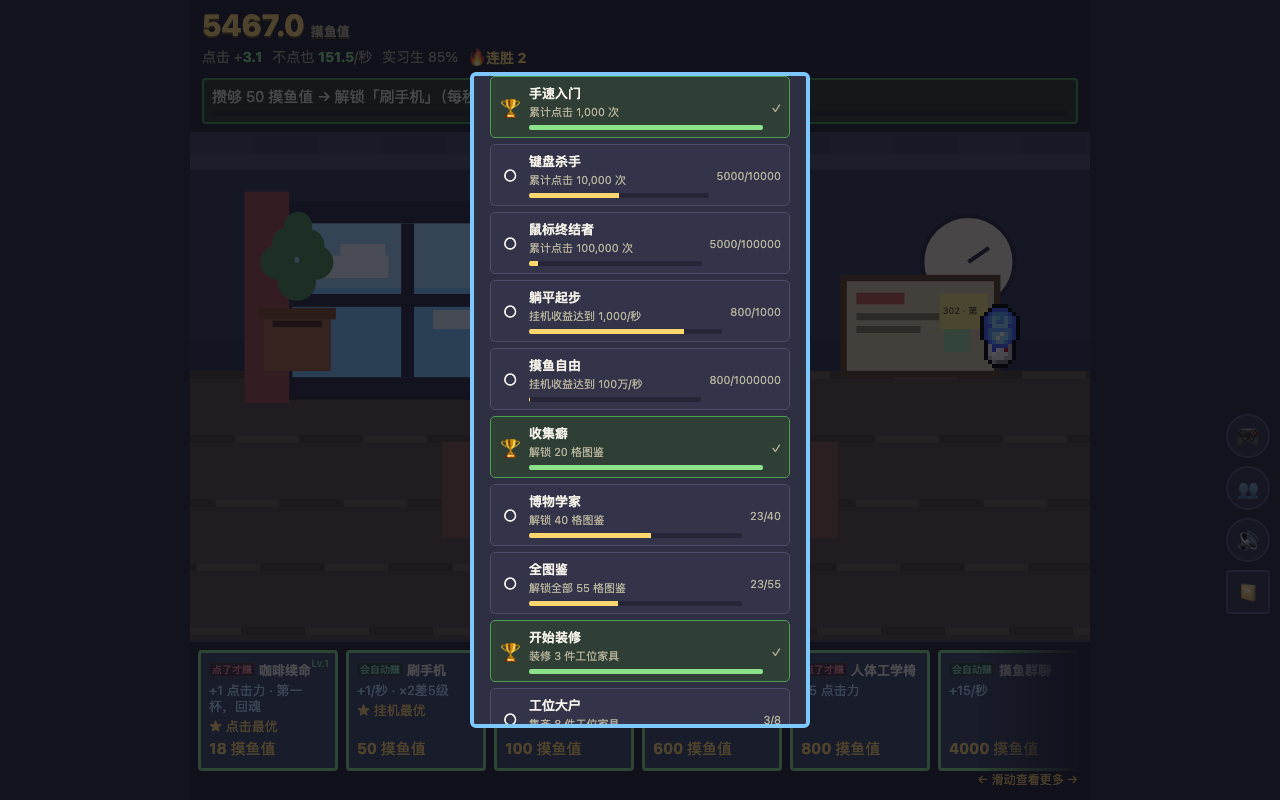 5467.0 摸鱼值
点击 +3.1 不点也 151.5/秒 实习生 85% 🔥连胜 2
攒够 50 摸鱼值 → 解锁「刷手机」（每秒
手速入门
累计点击 1,000 次
✓
键盘杀手
累计点击 10,000 次
5000/10000
鼠标终结者
累计点击 100,000 次
5000/100000
躺平起步
挂机收益达到 1,000/秒
800/1000
摸鱼自由
挂机收益达到 100万/秒
800/1000000
收集癖
解锁 20 格图鉴
✓
博物学家
解锁 40 格图鉴
23/40
全图鉴
解锁全部 55 格图鉴
23/55
开始装修
装修 3 件工位家具
✓
工位大户
集齐 8 件工位家具
3/8
302 · 第
点了才赚 咖啡续命 Lv.1
+1 点击力 · 第一
杯，回魂
★ 点击最优
18 摸鱼值
会自动赚 刷手机
+1/秒 · ×2差5级
★ 挂机最优
50 摸鱼值
100 摸鱼值
600 摸鱼值
点了才赚 人体工学椅
5 点击力
800 摸鱼值
会自动赚 摸鱼群聊
+15/秒
4000 摸鱼值
← 滑动查看更多 →